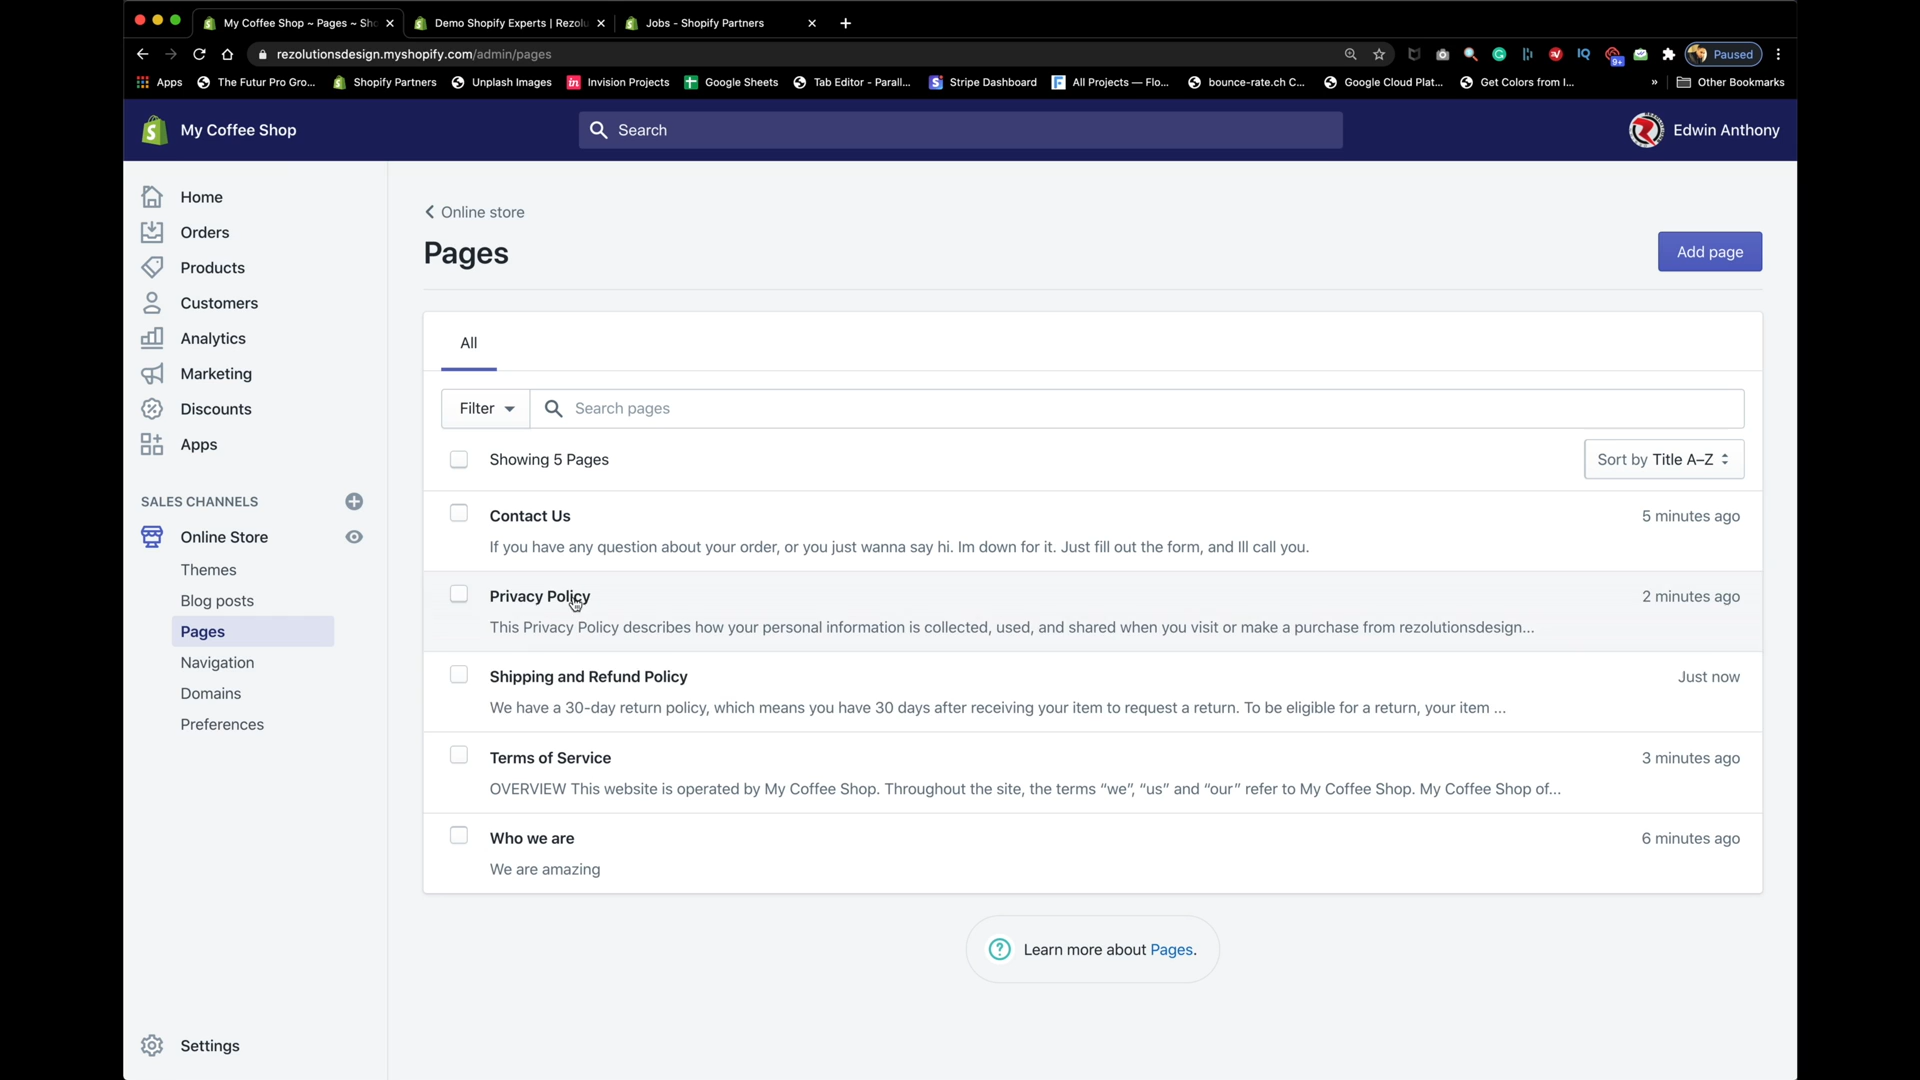 My Coffee Shop ~ Pages ~ Sho
Demo Shopify Experts | Rezolu
Jobs - Shopify Partners
rezolutionsdesign.myshopify.com/admin/pages
Paused
Apps
The Futur Pro Gro...
Shopify Partners
Unplash Images
in
Invision Projects
Google Sheets
Tab Editor - Parall...
Stripe Dashboard
All Projects — Flo...
bounce-rate.ch C...
Google Cloud Plat...
Get Colors from I...
»
Other Bookmarks
My Coffee Shop
Search
Edwin Anthony
Home
Orders
Products
Customers
Analytics
Marketing
Discounts
Apps
SALES CHANNELS
Online Store
Themes
Blog posts
Pages
Navigation
Domains
Preferences
Settings
Online store
Pages
Add page
All
Filter
Search pages
Showing 5 Pages
Sort by Title A–Z
Contact Us
5 minutes ago
If you have any question about your order, or you just wanna say hi. Im down for it. Just fill out the form, and Ill call you.
Privacy Policy
2 minutes ago
This Privacy Policy describes how your personal information is collected, used, and shared when you visit or make a purchase from rezolutionsdesign...
Shipping and Refund Policy
Just now
We have a 30-day return policy, which means you have 30 days after receiving your item to request a return. To be eligible for a return, your item ...
Terms of Service
3 minutes ago
OVERVIEW This website is operated by My Coffee Shop. Throughout the site, the terms “we”, “us” and “our” refer to My Coffee Shop. My Coffee Shop of...
Who we are
6 minutes ago
We are amazing
Learn more about Pages.